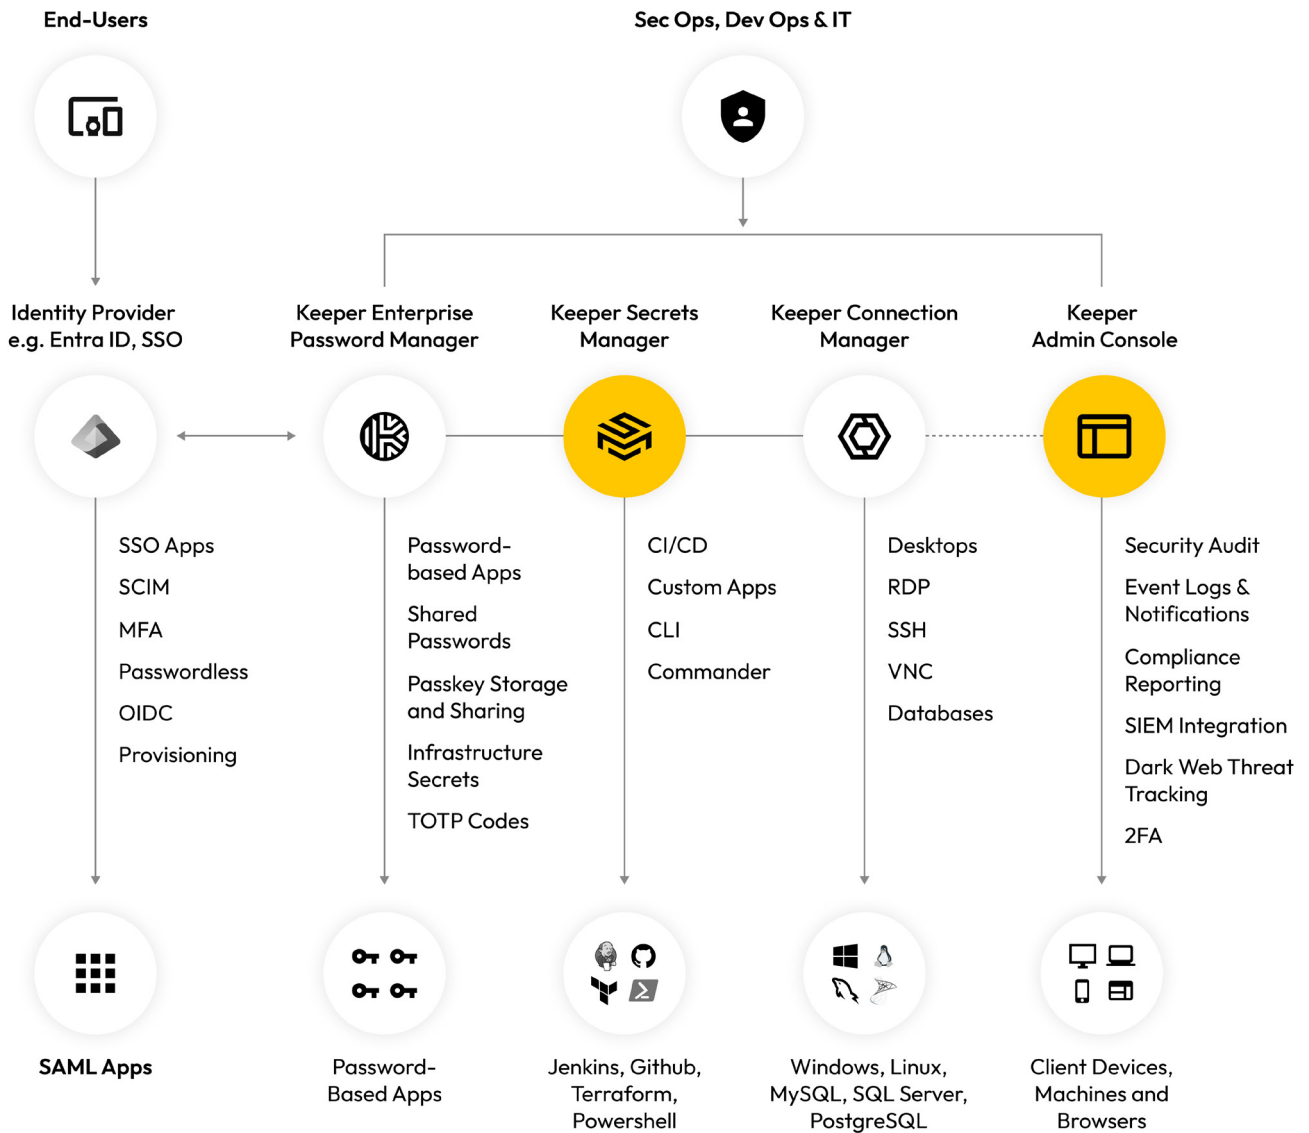 End-Users
Sec Ops, Dev Ops & IT
Identity Provider
e.g. Entra ID, SSO
Keeper Enterprise
Password Manager
Keeper Secrets
Manager
Keeper Connection
Manager
Keeper
Admin Console
SSO Apps
SCIM
MFA
Passwordless
OIDC
Provisioning
Password-
based Apps
Shared
Passwords
Passkey Storage
and Sharing
Infrastructure
Secrets
TOTP Codes
CI/CD
Custom Apps
CLI
Commander
Desktops
RDP
SSH
VNC
Databases
Security Audit
Event Logs &
Notifications
Compliance
Reporting
SIEM Integration
Dark Web Threat
Tracking
2FA
SAML Apps
Password-
Based Apps
Jenkins, Github,
Terraform,
Powershell
Windows, Linux,
MySQL, SQL Server,
PostgreSQL
Client Devices,
Machines and
Browsers